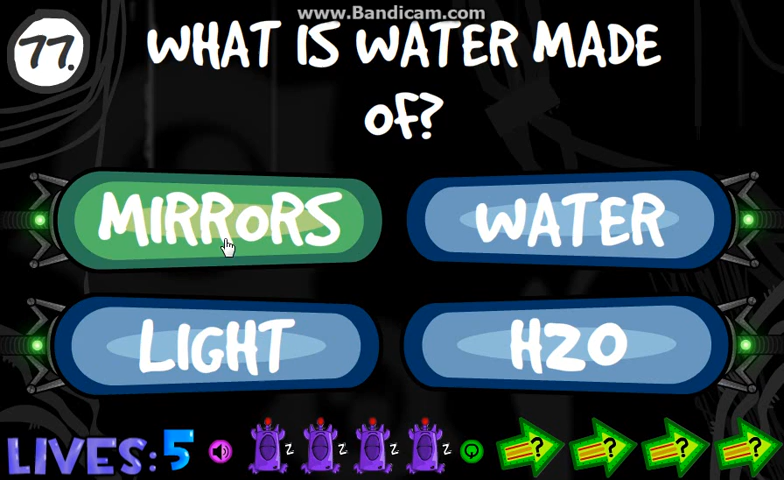 www.Bandicam.com
77.
WHAT IS WATER MADE
OF?
MIRRORS
WATER
LIGHT
H2O
LIVES: 5
z z z z
? ? ? ?